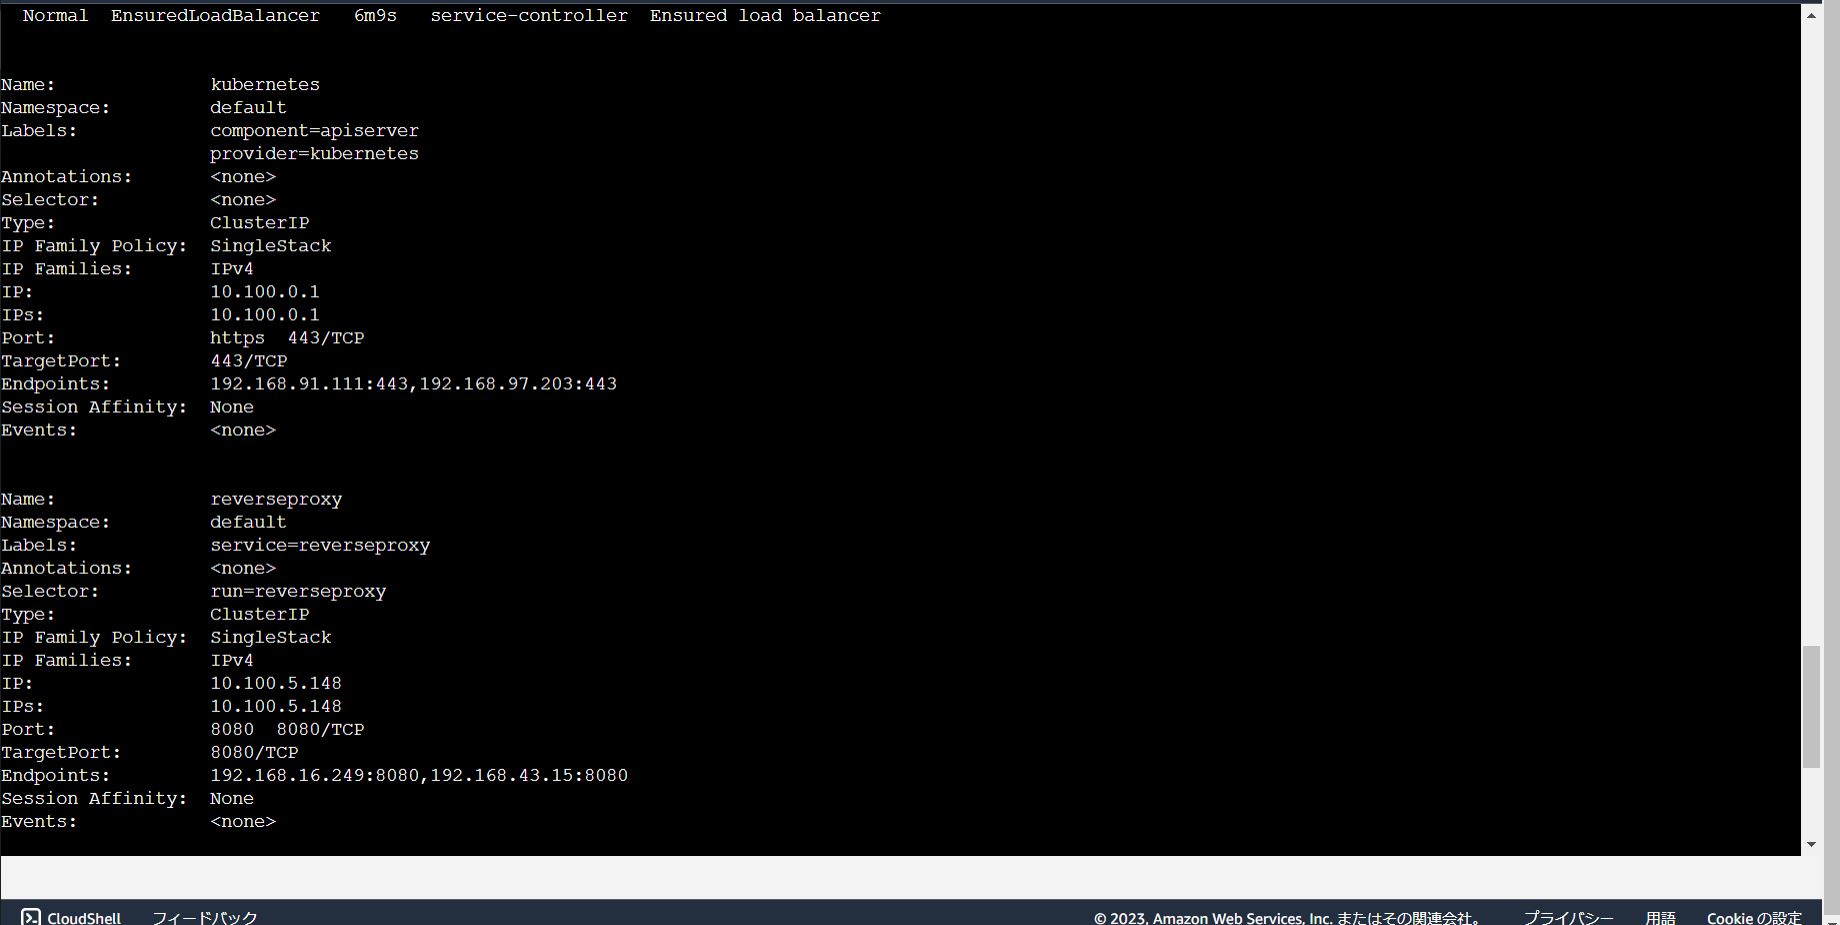 Normal  EnsuredLoadBalancer   6m9s   service-controller  Ensured load balancer
Name:              kubernetes
Namespace:         default
Labels:            component=apiserver
                   provider=kubernetes
Annotations:       <none>
Selector:          <none>
Type:              ClusterIP
IP Family Policy:  SingleStack
IP Families:       IPv4
IP:                10.100.0.1
IPs:               10.100.0.1
Port:              https  443/TCP
TargetPort:        443/TCP
Endpoints:         192.168.91.111:443,192.168.97.203:443
Session Affinity:  None
Events:            <none>
Name:              reverseproxy
Namespace:         default
Labels:            service=reverseproxy
Annotations:       <none>
Selector:          run=reverseproxy
Type:              ClusterIP
IP Family Policy:  SingleStack
IP Families:       IPv4
IP:                10.100.5.148
IPs:               10.100.5.148
Port:              8080  8080/TCP
TargetPort:        8080/TCP
Endpoints:         192.168.16.249:8080,192.168.43.15:8080
Session Affinity:  None
Events:            <none>
CloudShell フィードバック © 2023, Amazon Web Services, Inc. またはその関連会社。 プライバシー 用語 Cookie の設定